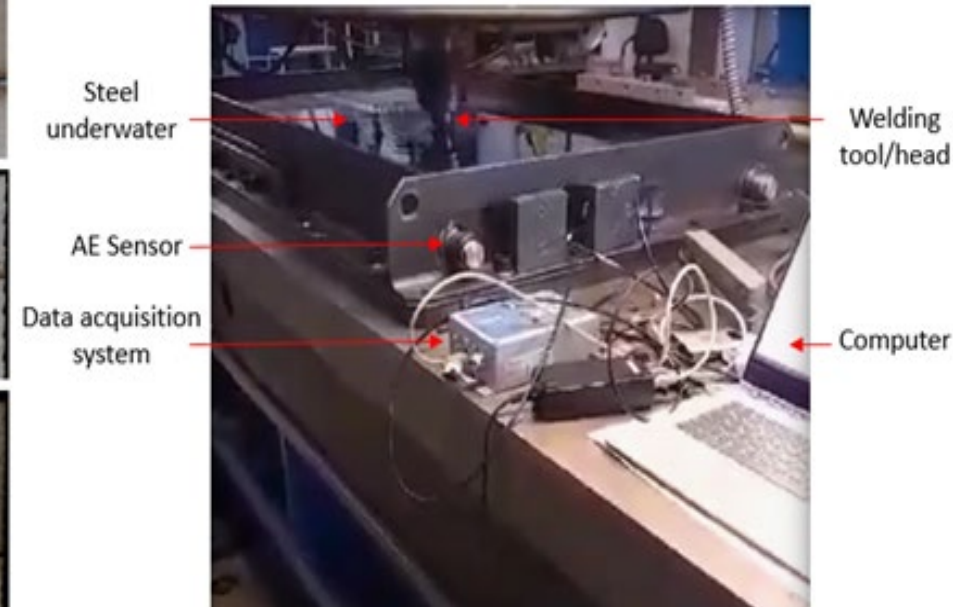 Steel
underwater
Welding
tool/head
AE Sensor
Data acquisition
system
Computer